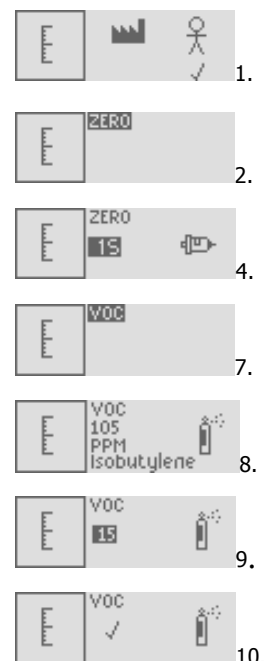 1.
ZERO
2.
ZERO
15
4.
VOC
7.
VOC
105
PPM
Isobutylene
8.
VOC
15
9.
VOC
10